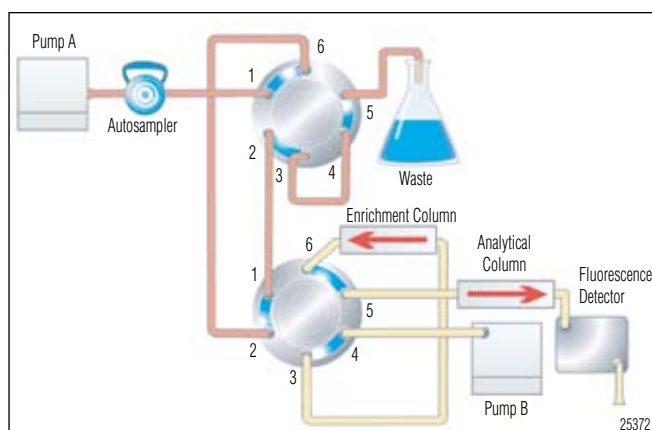 Pump A
Autosampler
1
2
3
4
5
6
Waste
Enrichment Column
Analytical
Column
Fluorescence
Detector
1
2
3
4
5
6
Pump B
25372